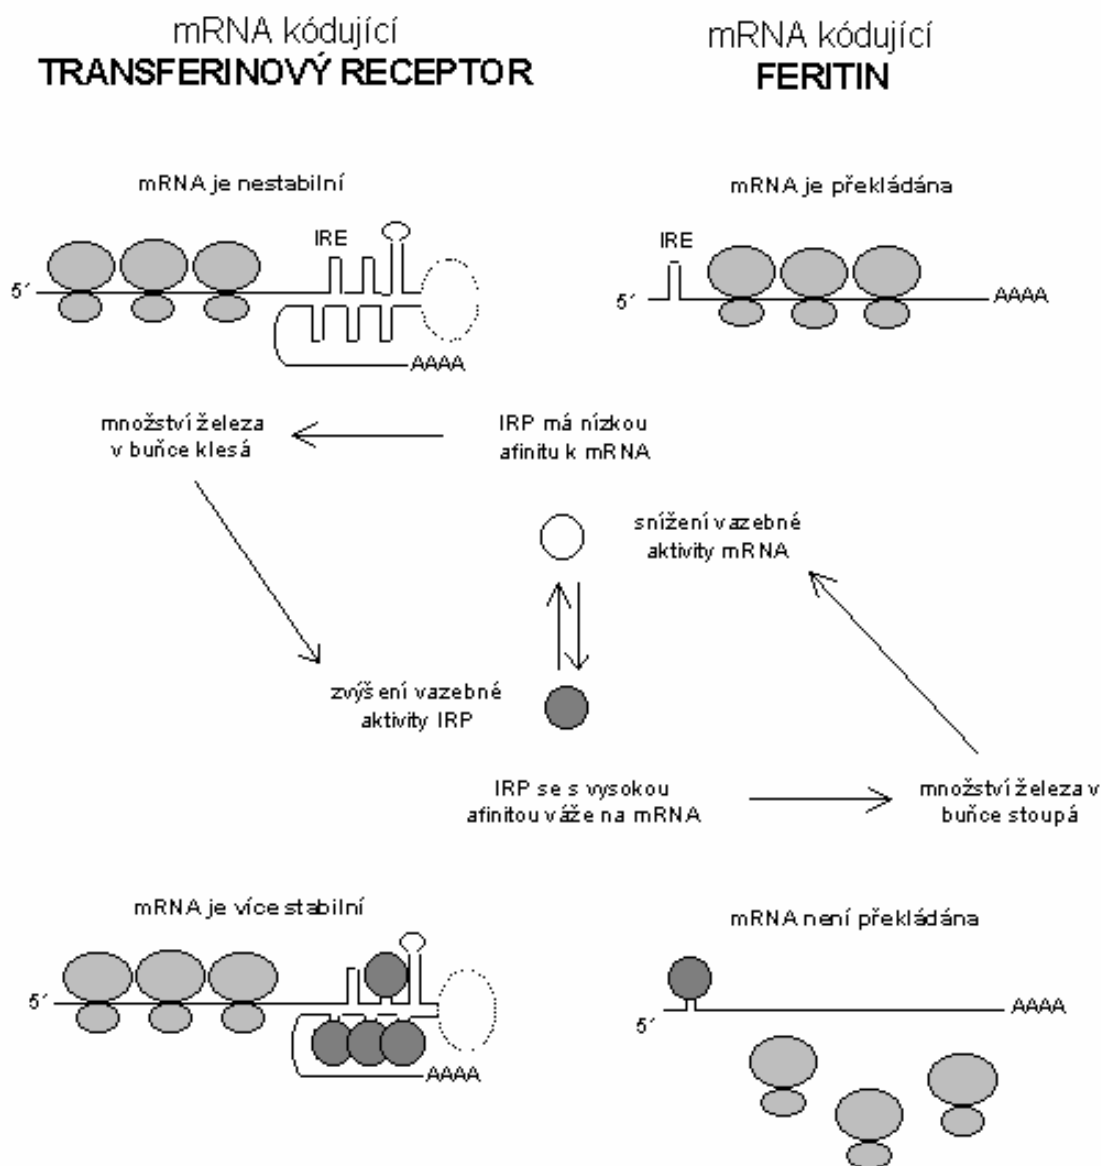 mRNA kódující
TRANSFERINOVÝ RECEPTOR
mRNA kódující
FERITIN
mRNA je nestabilní
IRE
5´
AAAA
mRNA je překládána
IRE
5´
AAAA
množství železa
v buňce klesá
IRP má nízkou
afinitu k mRNA
snížení vazebné
aktivity mRNA
zvýšení vazebné
aktivity IRP
IRP se s vysokou
afinitou váže na mRNA
množství železa v
buňce stoupá
mRNA je více stabilní
5´
AAAA
mRNA není překládána
5´
AAAA